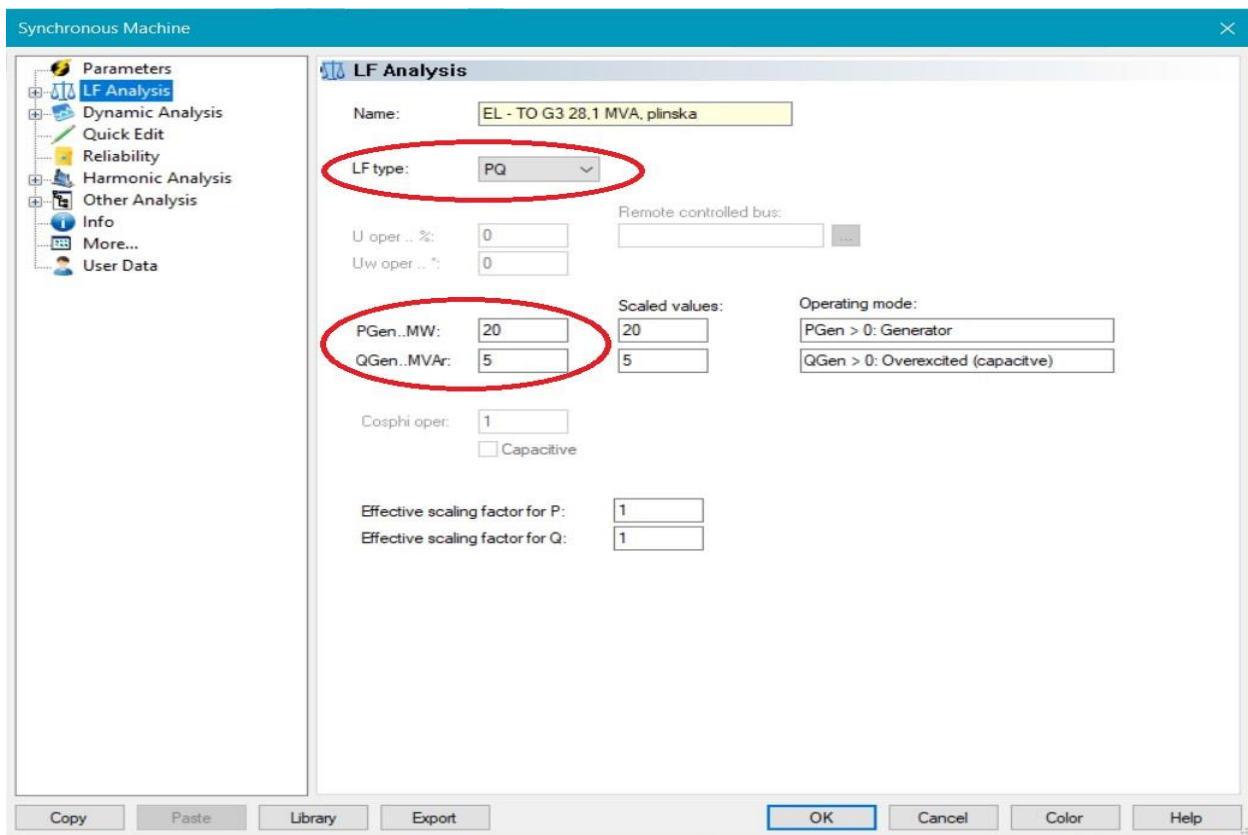 Synchronous Machine
Parameters
LF Analysis
Dynamic Analysis
Quick Edit
Reliability
Harmonic Analysis
Other Analysis
Info
More...
User Data
LF Analysis
Name: EL - TO G3 28,1 MVA, plinska
LF type: PQ
Remote controlled bus:
U oper .. %: 0
...
Uw oper .. °: 0
Scaled values: Operating mode:
PGen..MW: 20 20 PGen > 0: Generator
QGen..MVAr: 5 5 QGen > 0: Overexcited (capacitve)
Cosphi oper: 1
Capacitive
Effective scaling factor for P: 1
Effective scaling factor for Q: 1
Copy Paste Library Export OK Cancel Color Help